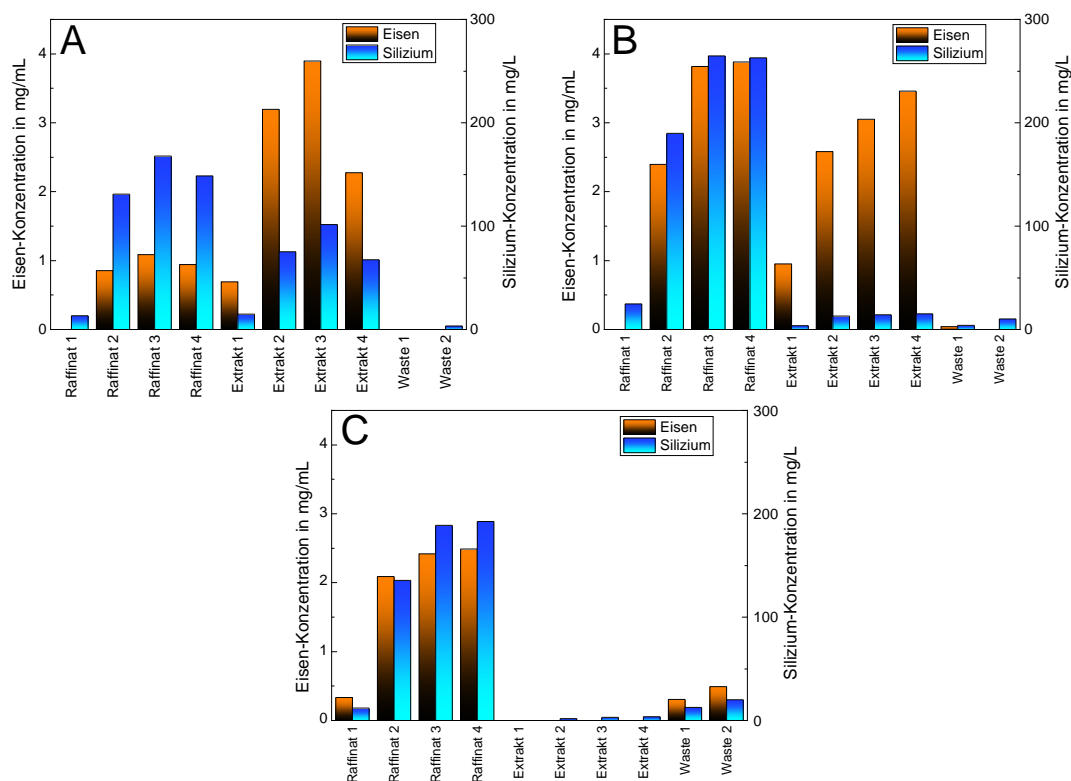 A
Eisen
Silizium
Eisen-Konzentration in mg/mL
0
1
2
3
4
Silizium-Konzentration in mg/L
0
100
200
300
Raffinat 1
Raffinat 2
Raffinat 3
Raffinat 4
Extrakt 1
Extrakt 2
Extrakt 3
Extrakt 4
Waste 1
Waste 2
B
Eisen
Silizium
Eisen-Konzentration in mg/mL
0
1
2
3
4
Silizium-Konzentration in mg/L
0
100
200
300
Raffinat 1
Raffinat 2
Raffinat 3
Raffinat 4
Extrakt 1
Extrakt 2
Extrakt 3
Extrakt 4
Waste 1
Waste 2
C
Eisen
Silizium
Eisen-Konzentration in mg/mL
0
1
2
3
4
Silizium-Konzentration in mg/L
0
100
200
300
Raffinat 1
Raffinat 2
Raffinat 3
Raffinat 4
Extrakt 1
Extrakt 2
Extrakt 3
Extrakt 4
Waste 1
Waste 2